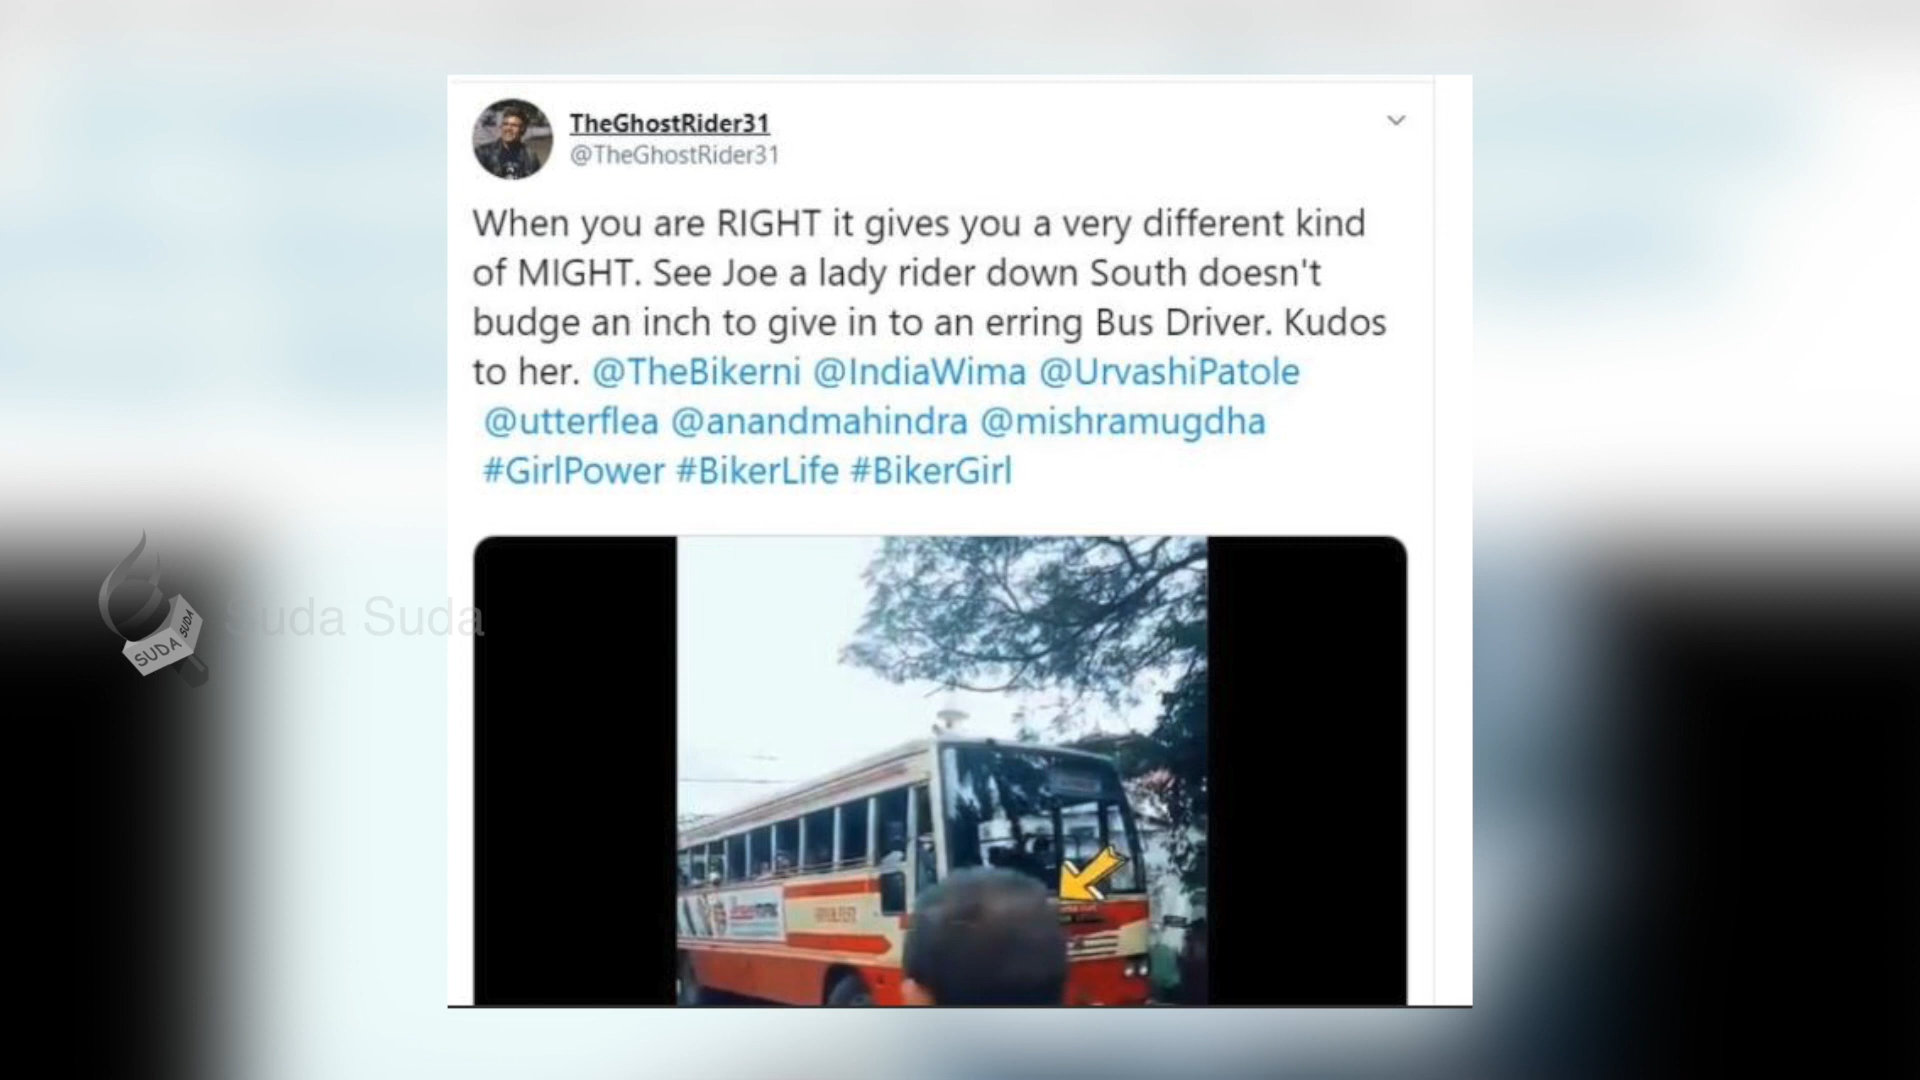 TheGhostRider31
@TheGhostRider31
When you are RIGHT it gives you a very different kind
of MIGHT. See Joe a lady rider down South doesn't
budge an inch to give in to an erring Bus Driver. Kudos
to her. @TheBikerni @IndiaWima @UrvashiPatole
@utterflea @anandmahindra @mishramugdha
#GirlPower #BikerLife #BikerGirl
SUDA SUDA
Suda Suda